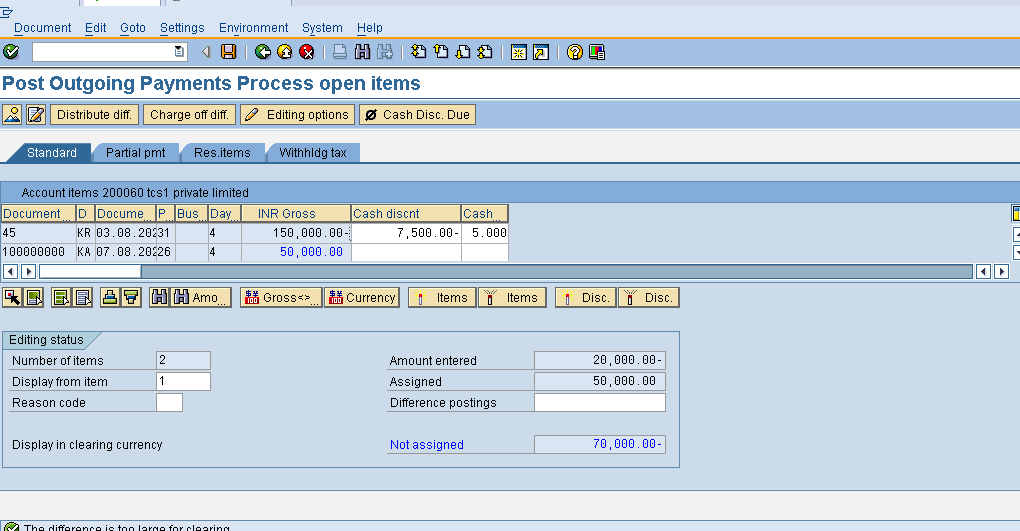 Document Edit Goto Settings Environment System Help
Post Outgoing Payments Process open items
Distribute diff. Charge off diff. Editing options Cash Disc. Due
Standard Partial pmt Res.items Withhldg tax
Account items 200060 tcs1 private limited
Document... D Docume... P.. Bus... Day... INR Gross Cash discnt Cash...
45 KR 03.08.202 31 4 150,000.00- 7,500.00- 5.000
100000000 KA 07.08.202 26 4 50,000.00
Amo... Gross<>... Currency Items Items Disc. Disc.
Editing status
Number of items 2 Amount entered 20,000.00-
Display from item 1 Assigned 50,000.00
Reason code Difference postings
Display in clearing currency Not assigned 70,000.00-
The difference is too large for clearing